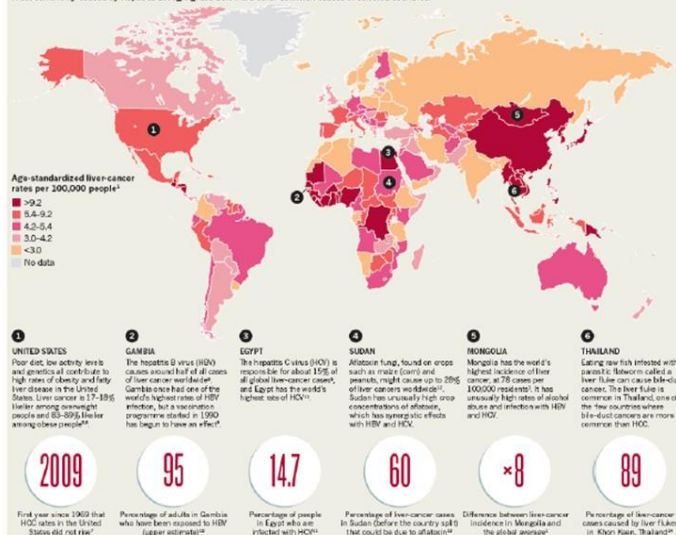 Age-standardized liver-cancer
rates per 100,000 people¹
>9.2
5.4–9.2
4.2–5.4
3.0–4.2
<3.0
No data
1
2
3
4
5
6
1
UNITED STATES
Poor diet, low activity levels
and genetics all contribute to
high rates of obesity and fatty
liver disease in the United
States. Liver cancer is 17–18%
likelier among overweight
people and 83–89% likelier
among obese people
2
GAMBIA
The hepatitis B virus (HBV)
causes around half of all cases
of liver cancer worldwide
Gambia once had one of the
world's highest rates of HBV
infection, but a vaccination
programme started in 1990
has begun to have an effect
3
EGYPT
The hepatitis C virus (HCV) is
responsible for about 15% of
all global liver-cancer cases
and Egypt has the world's
highest rate of HCV
4
SUDAN
Aflatoxin fungi, found on crops
such as maize (corn) and
peanuts, might cause up to 28%
of liver cancers worldwide
Sudan has unusually high crop
concentrations of aflatoxin,
which has synergistic effects
with HBV and HCV.
5
MONGOLIA
Mongolia has the world's
highest incidence of liver
cancer, at 78 cases per
100,000 residents. It has
unusually high rates of alcohol
abuse and infection with HBV
and HCV.
6
THAILAND
Eating raw fish infested with
parasitic flatworm called a
liver fluke can cause bile-du
cancer. The liver fluke is
common in Thailand, one of
the few countries where
bile-duct cancers are more
common than HCC.
2009
First year since 1969 that
HCC rates in the United
States did not rise
95
Percentage of adults in Gambia
who have been exposed to HBV
(upper estimate)
14.7
Percentage of people
in Egypt who are
infected with HCV
60
Percentage of liver-cancer cases
in Sudan (before the country split)
that could be due to aflatoxin
×8
Difference between liver-cancer
incidence in Mongolia and
the global average
89
Percentage of liver-cancer
cases caused by liver flukes
in Khon Kaen, Thailand